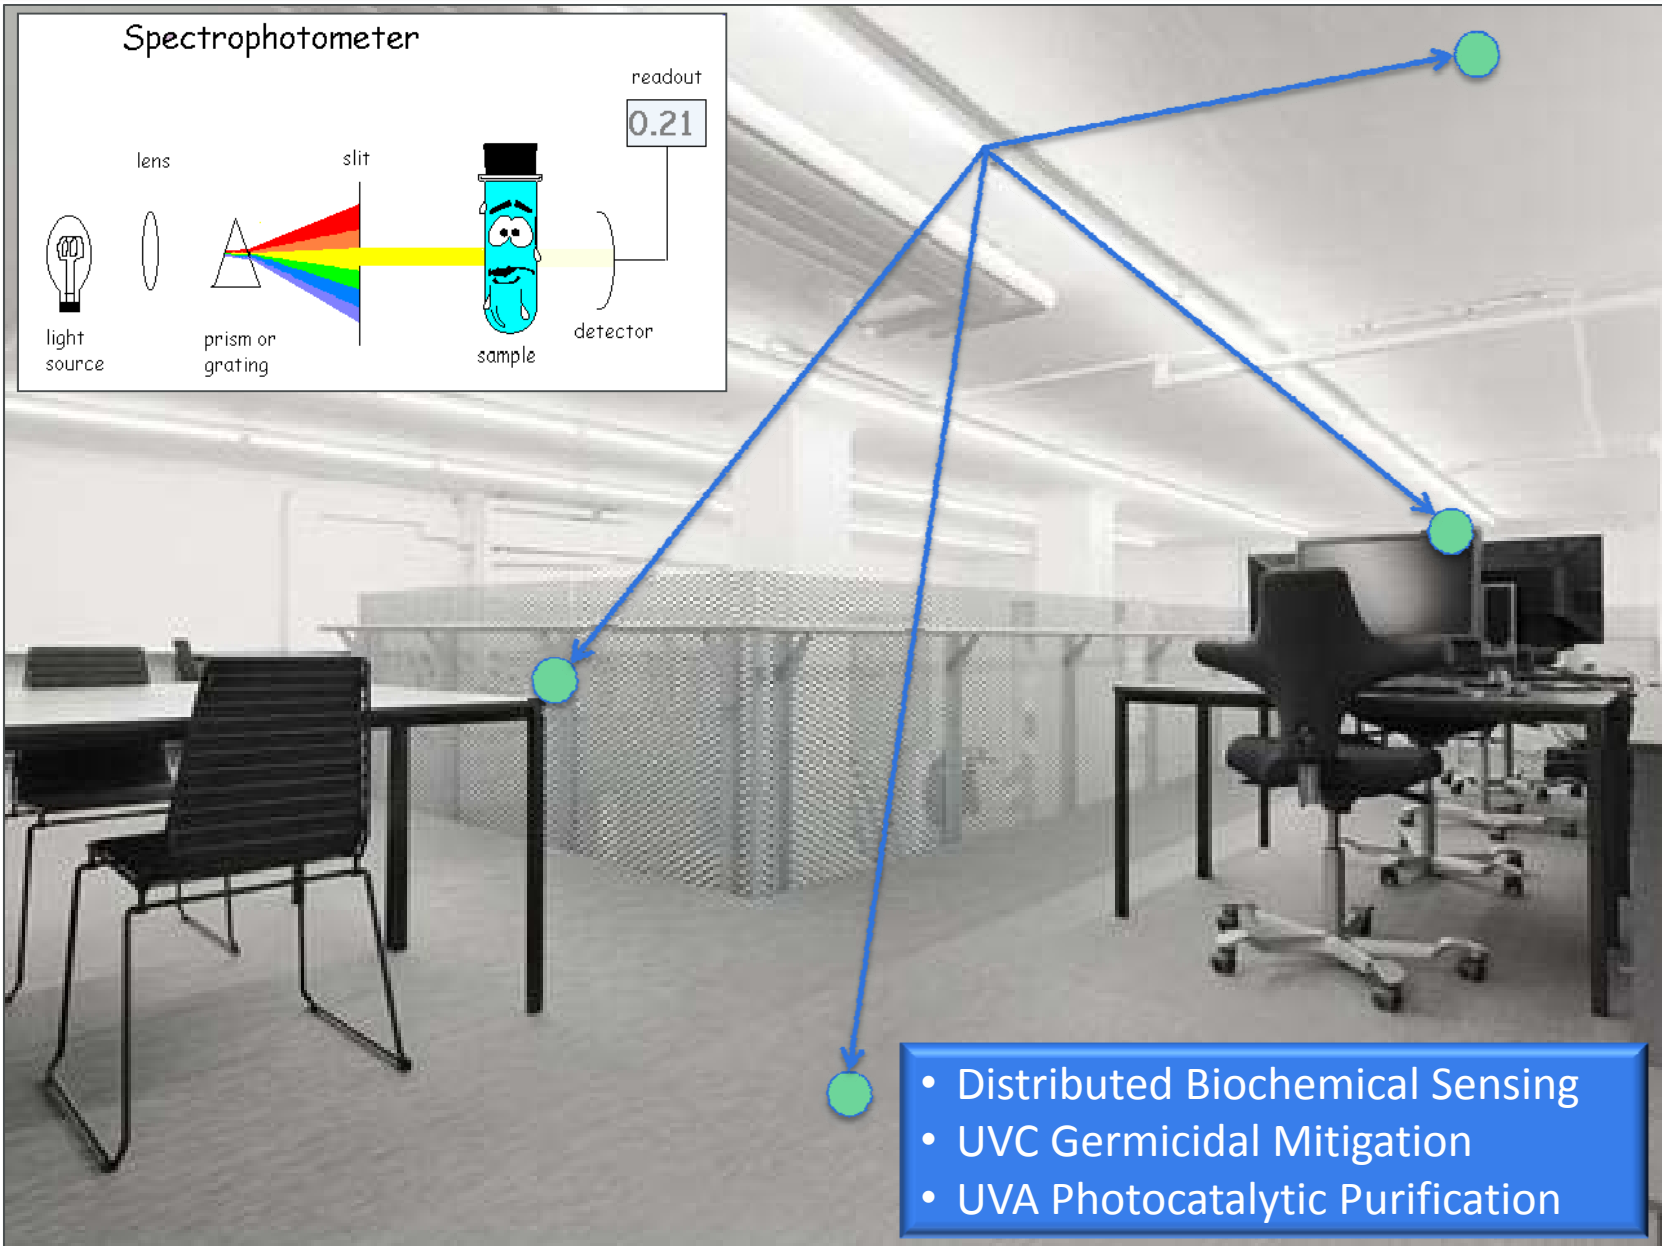 Spectrophotometer
readout
0.21
lens
slit
light
source
prism or
grating
sample
detector
• Distributed Biochemical Sensing
• UVC Germicidal Mitigation
• UVA Photocatalytic Purification